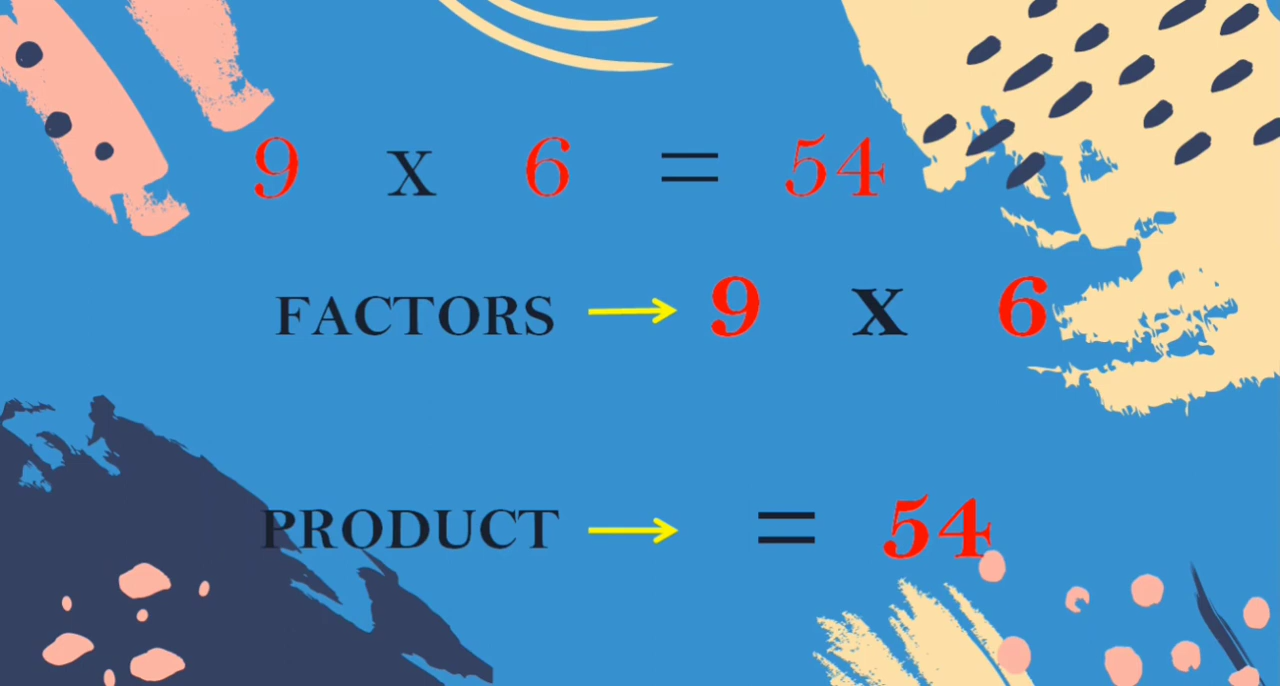 9 x 6 = 54
FACTORS → 9 x 6
PRODUCT → = 54